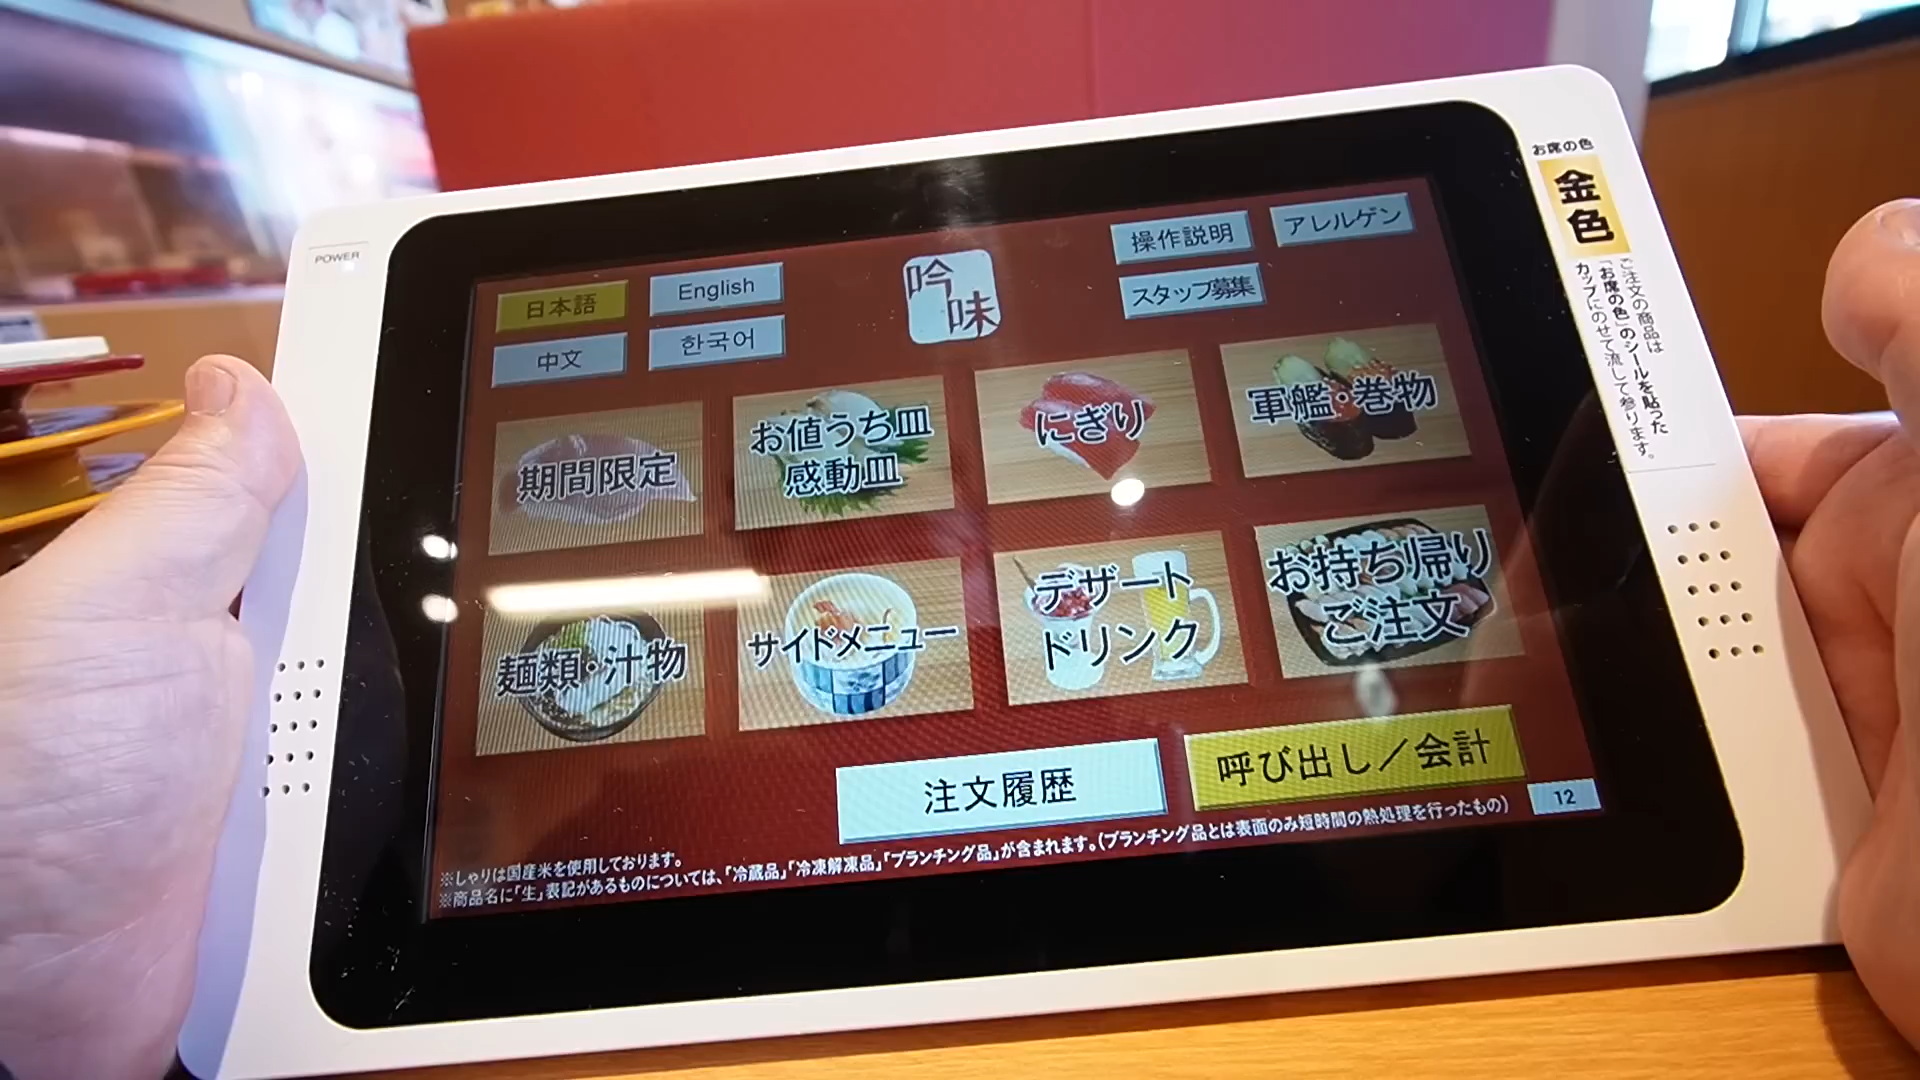 POWER
日本語
English
中文
한국어
吟味
操作説明
アレルゲン
スタッフ募集
期間限定
お値うち皿
感動皿
にぎり
軍艦・巻物
麺類・汁物
サイドメニュー
デザート
ドリンク
お持ち帰り
ご注文
注文履歴
呼び出し／会計
12
※しゃりは国産米を使用しております。
※商品名に「生」表記があるものについては、「冷蔵品」「冷凍解凍品」「ブランチング品」が含まれます。（ブランチング品とは表面のみ短時間の熱処理を行ったもの）
お席の色
金色
ご注文の商品は
「お席の色」のシールを貼った
カップにのせて流して参ります。